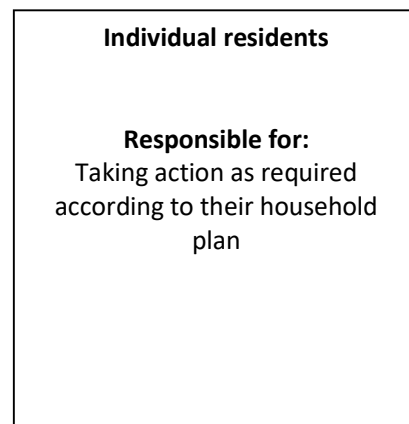 Individual residents
Responsible for:
Taking action as required
according to their household
plan